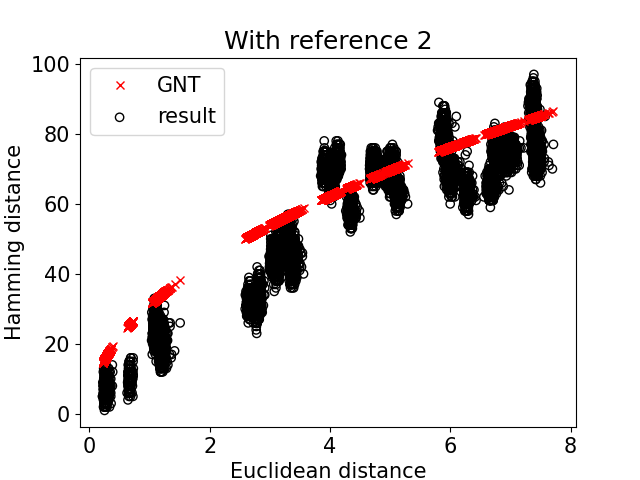 With reference 2
GNT
result
Hamming distance
100
80
60
40
20
0
0 2 4 6 8
Euclidean distance